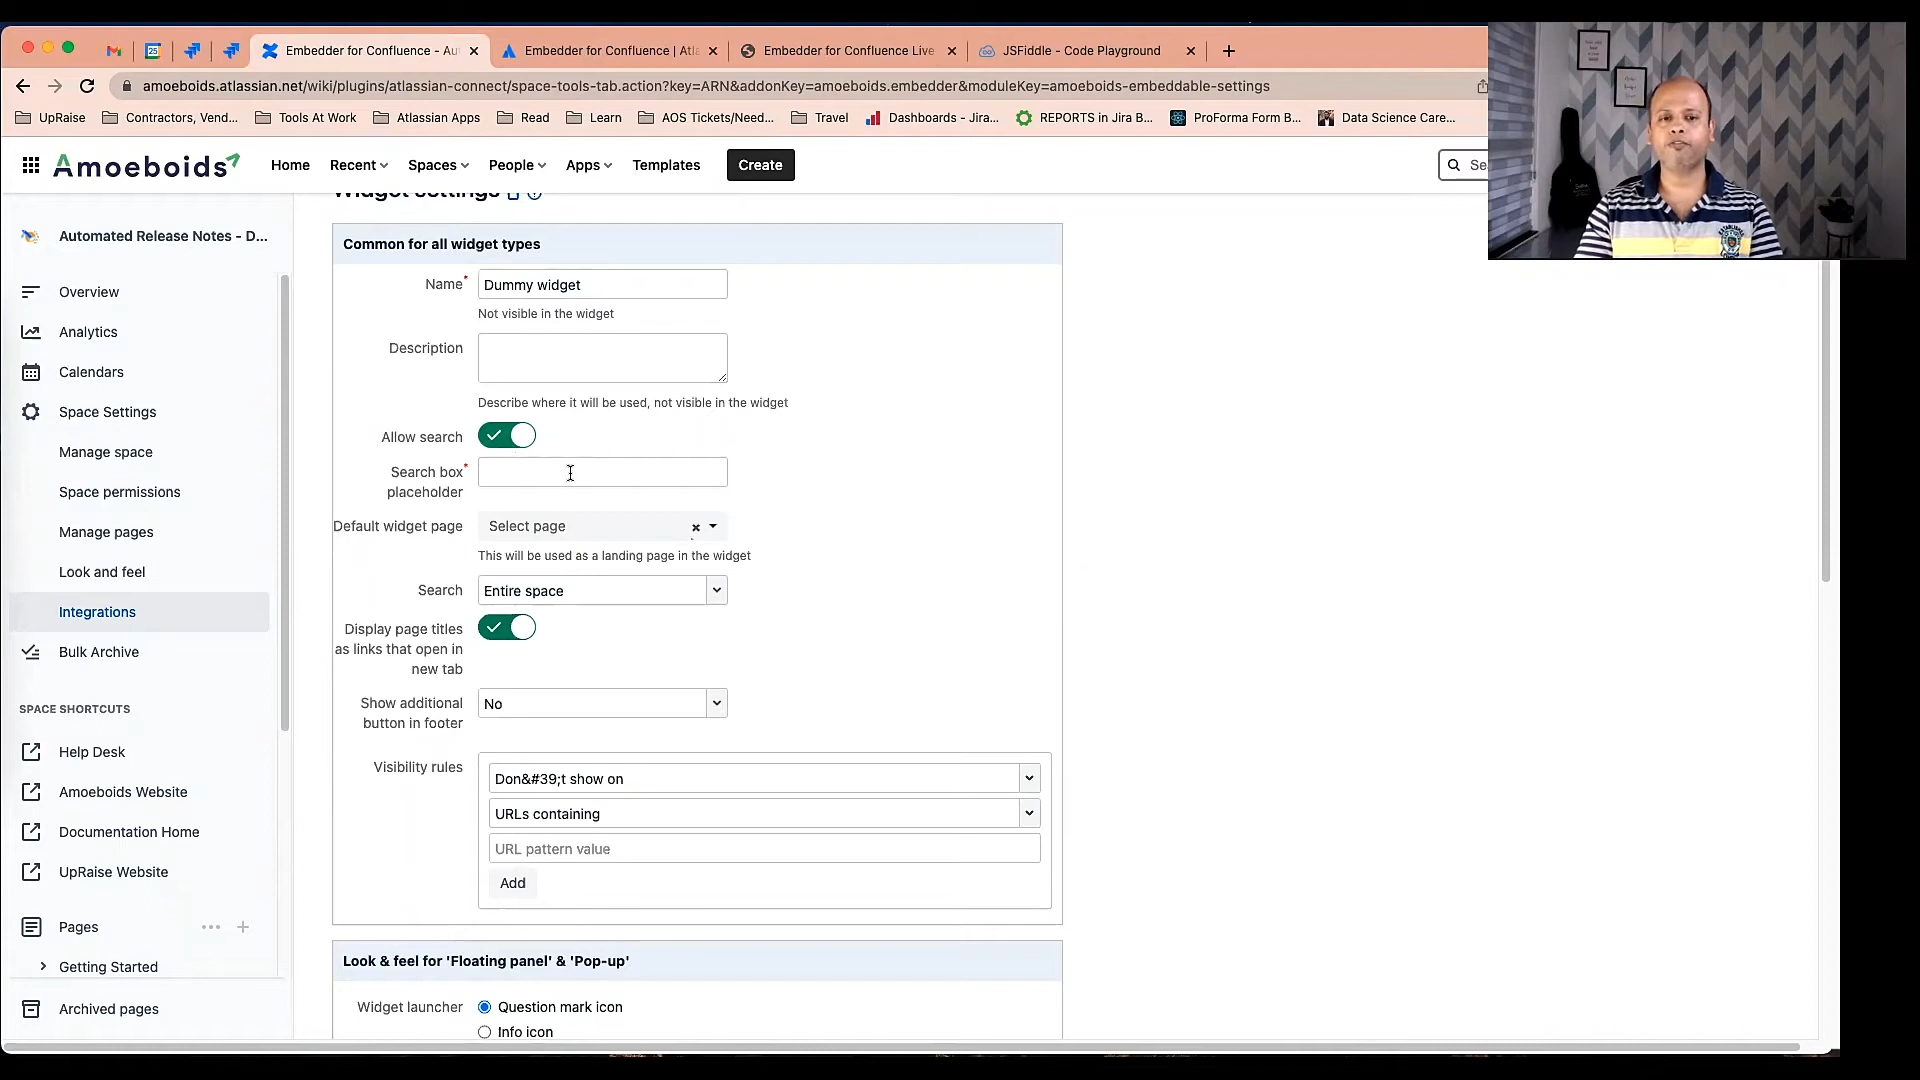 Embedder for Confluence - Au
Embedder for Confluence | Atl
Embedder for Confluence Live
JSFiddle - Code Playground
amoeboids.atlassian.net/wiki/plugins/atlassian-connect/space-tools-tab.action?key=ARN&addonKey=amoeboids.embedder&moduleKey=amoeboids-embeddable-settings
UpRaise
Contractors, Vend...
Tools At Work
Atlassian Apps
Read
Learn
AOS Tickets/Need...
Travel
Dashboards - Jira...
REPORTS in Jira B...
ProForma Form B...
Data Science Care...
Amoeboids
Home
Recent
Spaces
People
Apps
Templates
Create
Se
Automated Release Notes - D...
Overview
Analytics
Calendars
Space Settings
Manage space
Space permissions
Manage pages
Look and feel
Integrations
Bulk Archive
SPACE SHORTCUTS
Help Desk
Amoeboids Website
Documentation Home
UpRaise Website
Pages
Getting Started
Archived pages
Widget settings
Common for all widget types
Name*
Dummy widget
Not visible in the widget
Description
Describe where it will be used, not visible in the widget
Allow search
Search box*
placeholder
Default widget page
Select page
This will be used as a landing page in the widget
Search
Entire space
Display page titles
as links that open in
new tab
Show additional
button in footer
No
Visibility rules
Don&#39;t show on
URLs containing
URL pattern value
Add
Look & feel for 'Floating panel' & 'Pop-up'
Widget launcher
Question mark icon
Info icon